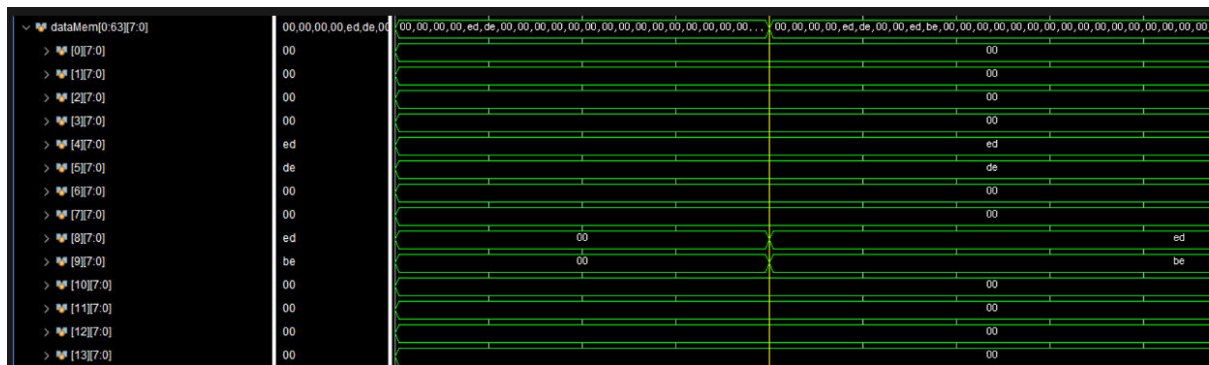 dataMem[0:63][7:0] 00,00,00,00,ed,de,00 00,00,00,00,ed,de,00,00,00,00,00,00,00,00,00,00,00,00,00,00... 00,00,00,00,ed,de,00,00,ed,be,00,00,00,00,00,00,00,00,00,00,00,00,00,00,00
[0][7:0] 00 00
[1][7:0] 00 00
[2][7:0] 00 00
[3][7:0] 00 00
[4][7:0] ed ed
[5][7:0] de de
[6][7:0] 00 00
[7][7:0] 00 00
[8][7:0] ed 00 ed
[9][7:0] be 00 be
[10][7:0] 00 00
[11][7:0] 00 00
[12][7:0] 00 00
[13][7:0] 00 00